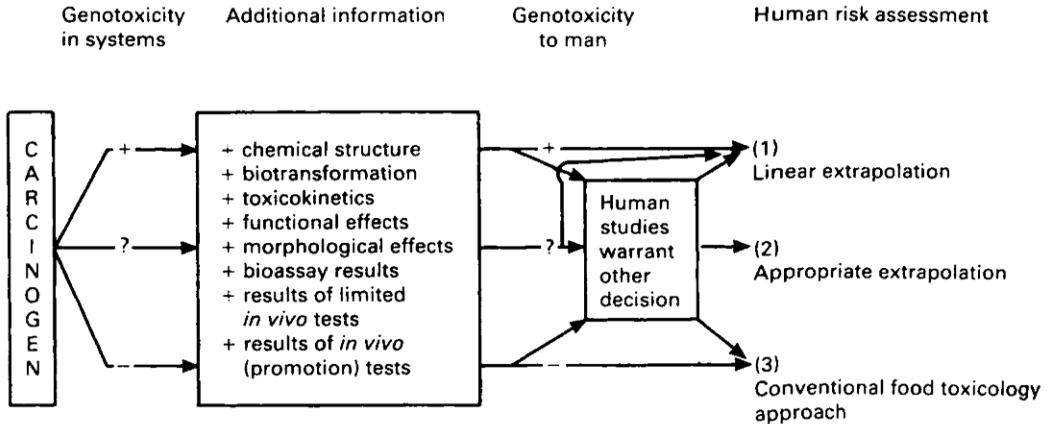 Genotoxicity
in systems
Additional information
Genotoxicity
to man
Human risk assessment
C
A
R
C
I
N
O
G
E
N
+
?
−
+ chemical structure
+ biotransformation
+ toxicokinetics
+ functional effects
+ morphological effects
+ bioassay results
+ results of limited
in vivo tests
+ results of in vivo
(promotion) tests
+
?
−
Human
studies
warrant
other
decision
(1)
Linear extrapolation
(2)
Appropriate extrapolation
(3)
Conventional food toxicology
approach